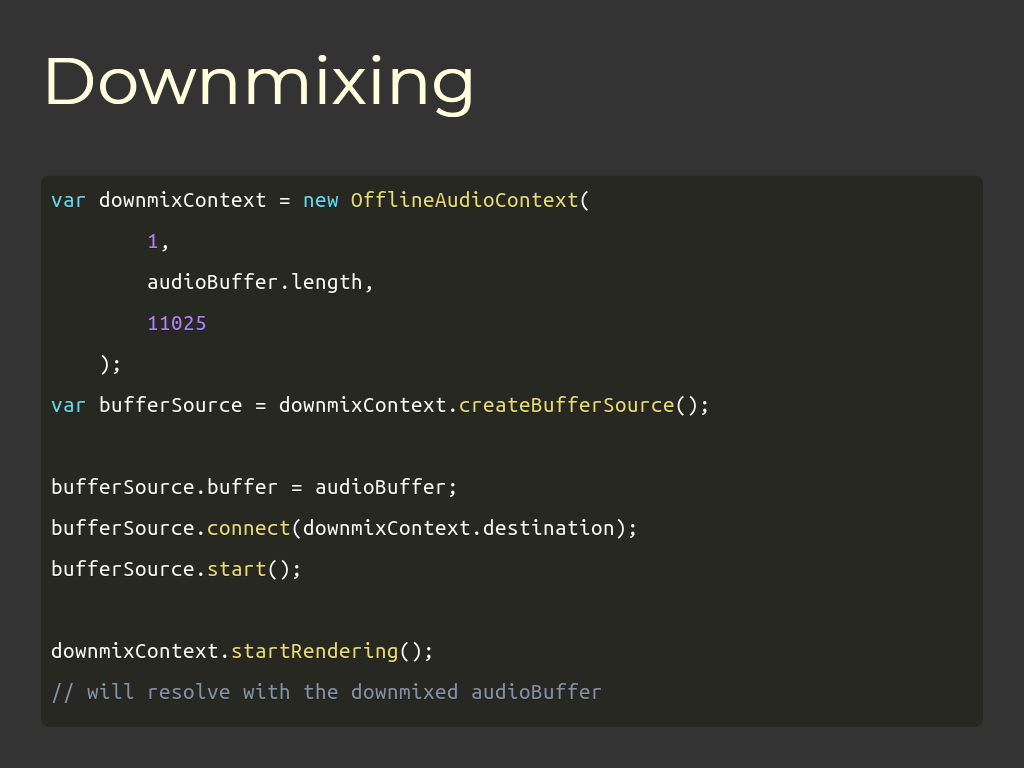 Downmixing
var downmixContext = new OfflineAudioContext(
        1,
        audioBuffer.length,
        11025
    );
var bufferSource = downmixContext.createBufferSource();

bufferSource.buffer = audioBuffer;
bufferSource.connect(downmixContext.destination);
bufferSource.start();

downmixContext.startRendering();
// will resolve with the downmixed audioBuffer